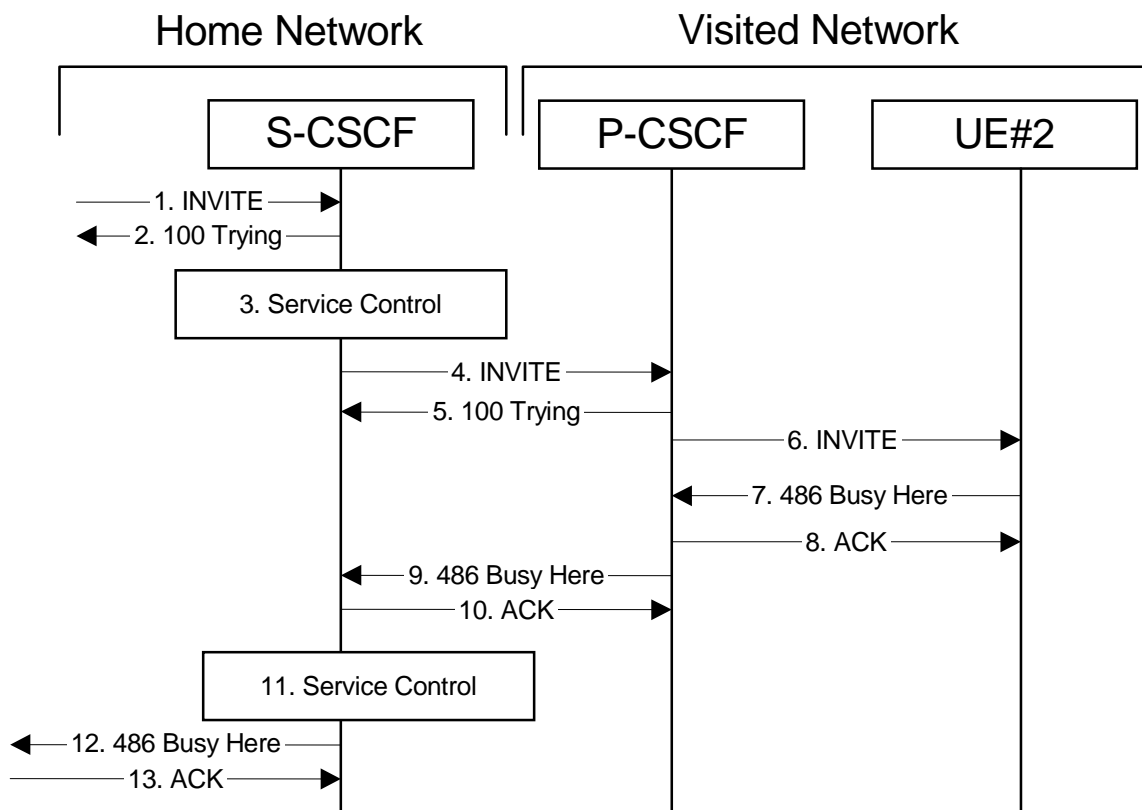 Home Network
Visited Network
S-CSCF
P-CSCF
UE#2
1. INVITE
2. 100 Trying
3. Service Control
4. INVITE
5. 100 Trying
6. INVITE
7. 486 Busy Here
8. ACK
9. 486 Busy Here
10. ACK
11. Service Control
12. 486 Busy Here
13. ACK